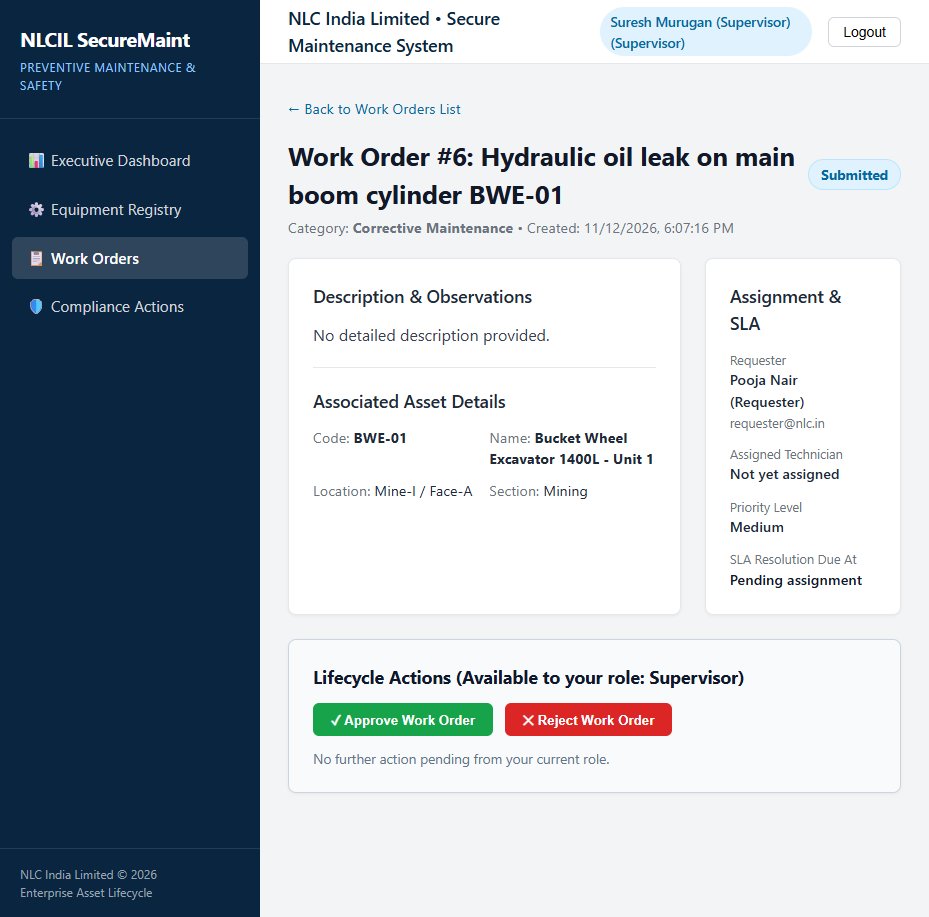 NLCIL SecureMaint
PREVENTIVE MAINTENANCE &
SAFETY
Executive Dashboard
Equipment Registry
Work Orders
Compliance Actions
NLC India Limited © 2026
Enterprise Asset Lifecycle
NLC India Limited • Secure
Maintenance System
Suresh Murugan (Supervisor)
(Supervisor)
Logout
← Back to Work Orders List
Work Order #6: Hydraulic oil leak on main
boom cylinder BWE-01
Submitted
Category: Corrective Maintenance • Created: 11/12/2026, 6:07:16 PM
Description & Observations
No detailed description provided.
Associated Asset Details
Code: BWE-01
Name: Bucket Wheel
Excavator 1400L - Unit 1
Location: Mine-I / Face-A
Section: Mining
Assignment &
SLA
Requester
Pooja Nair
(Requester)
requester@nlc.in
Assigned Technician
Not yet assigned
Priority Level
Medium
SLA Resolution Due At
Pending assignment
Lifecycle Actions (Available to your role: Supervisor)
✓ Approve Work Order
✕ Reject Work Order
No further action pending from your current role.